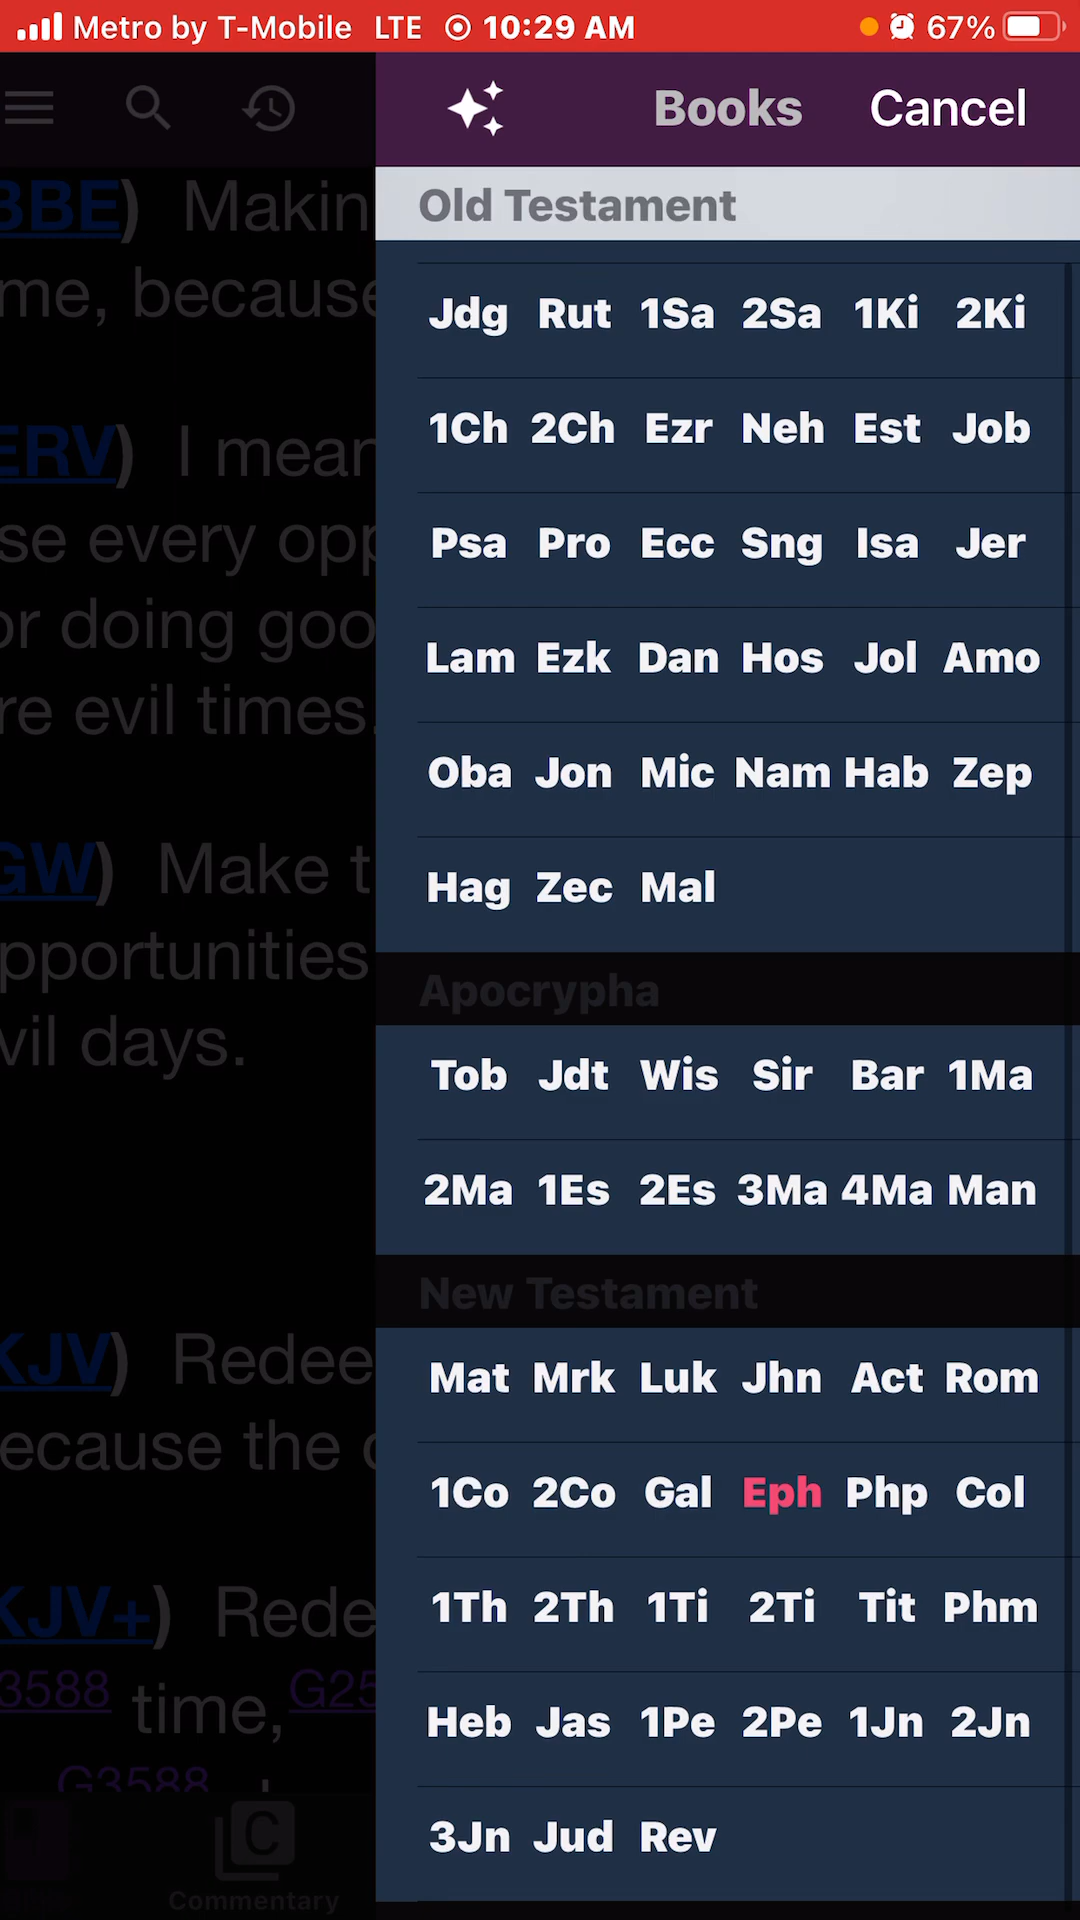 Metro by T-Mobile LTE 10:29 AM 67%
Books Cancel
Old Testament
Jdg Rut 1Sa 2Sa 1Ki 2Ki
1Ch 2Ch Ezr Neh Est Job
Psa Pro Ecc Sng Isa Jer
Lam Ezk Dan Hos Jol Amo
Oba Jon Mic Nam Hab Zep
Hag Zec Mal
Apocrypha
Tob Jdt Wis Sir Bar 1Ma
2Ma 1Es 2Es 3Ma 4Ma Man
New Testament
Mat Mrk Luk Jhn Act Rom
1Co 2Co Gal Eph Php Col
1Th 2Th 1Ti 2Ti Tit Phm
Heb Jas 1Pe 2Pe 1Jn 2Jn
3Jn Jud Rev
BBE) Makin
me, because
ERV) I mean
se every opp
or doing goo
re evil times.
GW) Make t
pportunities
vil days.
KJV) Redee
ecause the
KJV+) Rede
3588 time, G25
G3588
C
Commentary